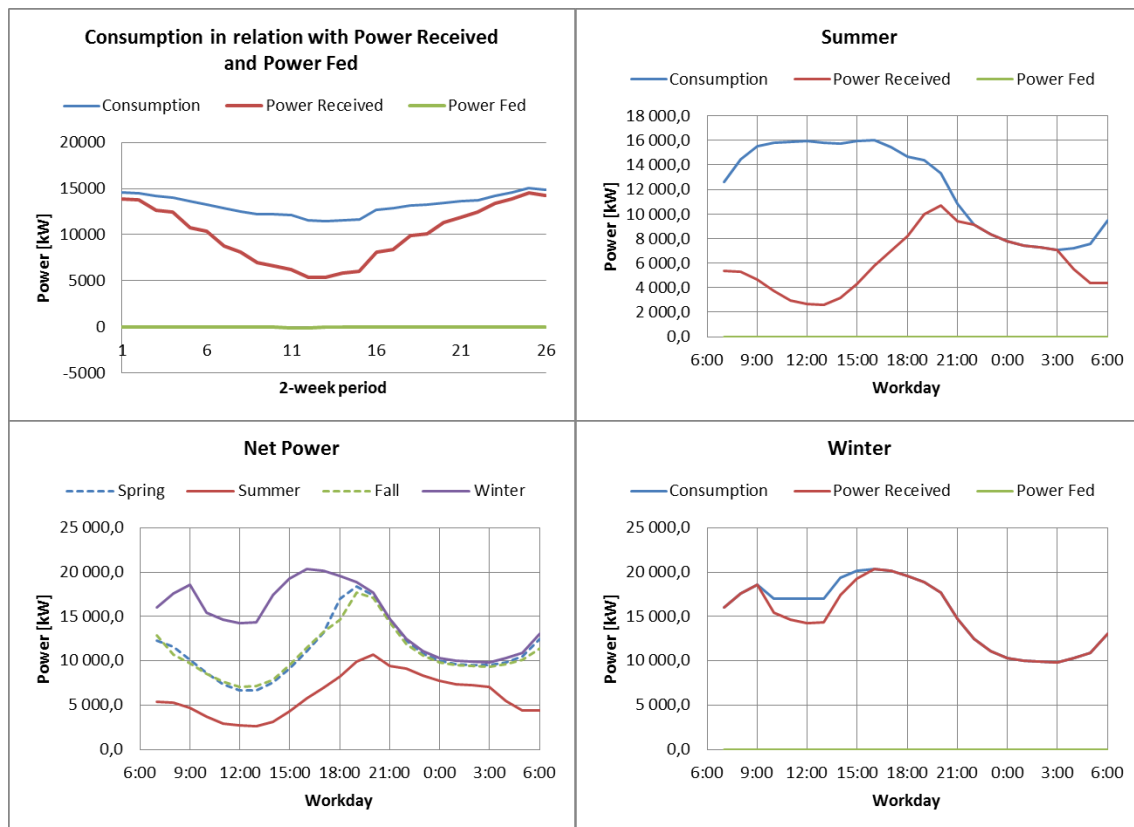 Consumption in relation with Power Received
and Power Fed
Consumption Power Received Power Fed
20000
15000
10000
5000
0
-5000
1 6 11 16 21 26
Power [kW]
2-week period
Summer
Consumption Power Received Power Fed
18 000,0
16 000,0
14 000,0
12 000,0
10 000,0
8 000,0
6 000,0
4 000,0
2 000,0
0,0
6:00 9:00 12:00 15:00 18:00 21:00 0:00 3:00 6:00
Power [kW]
Workday
Net Power
Spring Summer Fall Winter
25 000,0
20 000,0
15 000,0
10 000,0
5 000,0
0,0
6:00 9:00 12:00 15:00 18:00 21:00 0:00 3:00 6:00
Power [kW]
Workday
Winter
Consumption Power Received Power Fed
25 000,0
20 000,0
15 000,0
10 000,0
5 000,0
0,0
6:00 9:00 12:00 15:00 18:00 21:00 0:00 3:00 6:00
Power [kW]
Workday